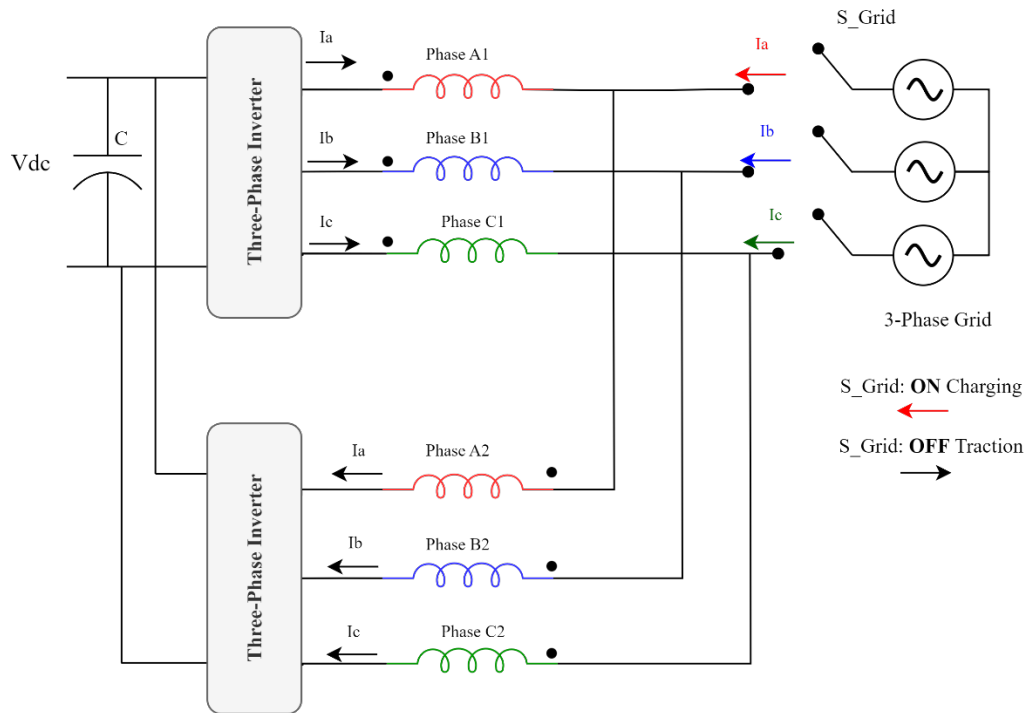 S_Grid
Ia
Phase A1
Ia
Vdc
C
Three-Phase Inverter
Ib
Phase B1
Ib
Ic
Phase C1
Ic
3-Phase Grid
S_Grid: ON Charging
S_Grid: OFF Traction
Three-Phase Inverter
Ia
Phase A2
Ib
Phase B2
Ic
Phase C2